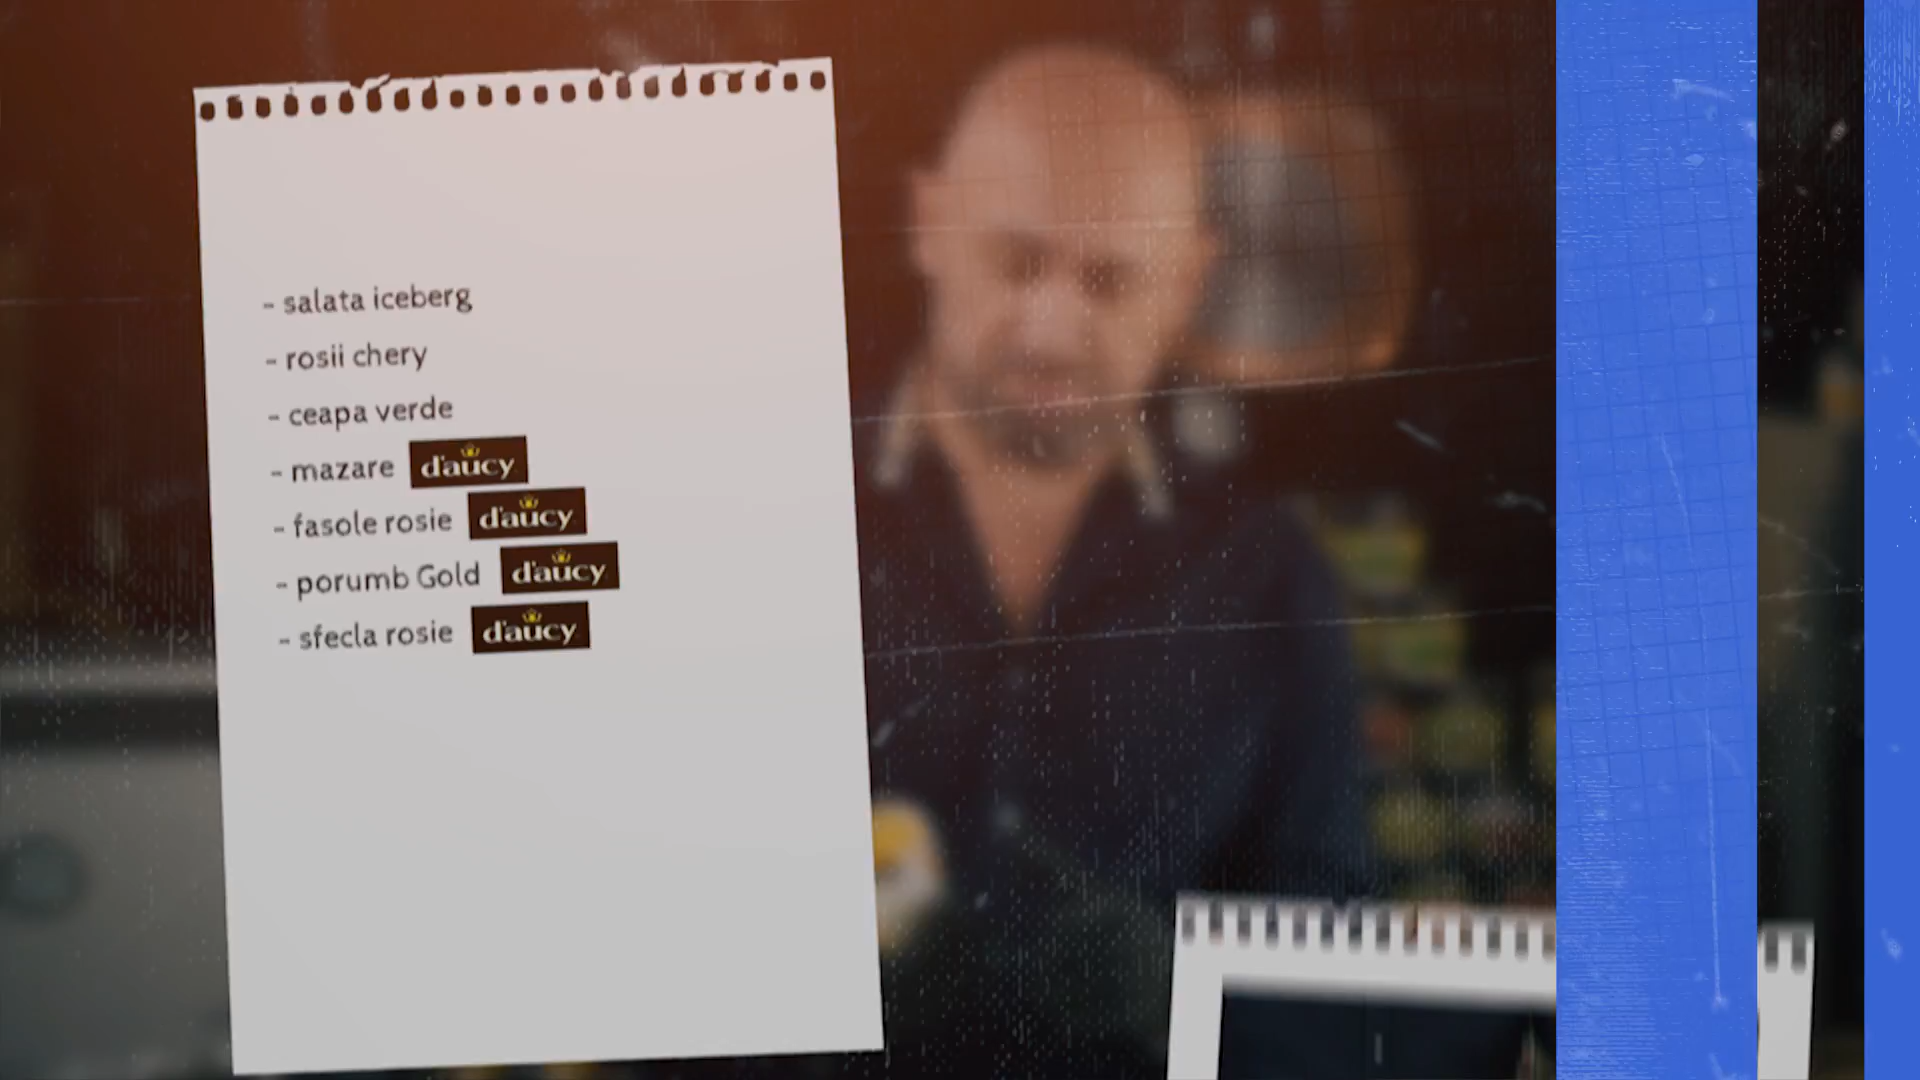 - salata iceberg
- rosii chery
- ceapa verde
- mazare d'aucy
- fasole rosie d'aucy
- porumb Gold d'aucy
- sfecla rosie d'aucy